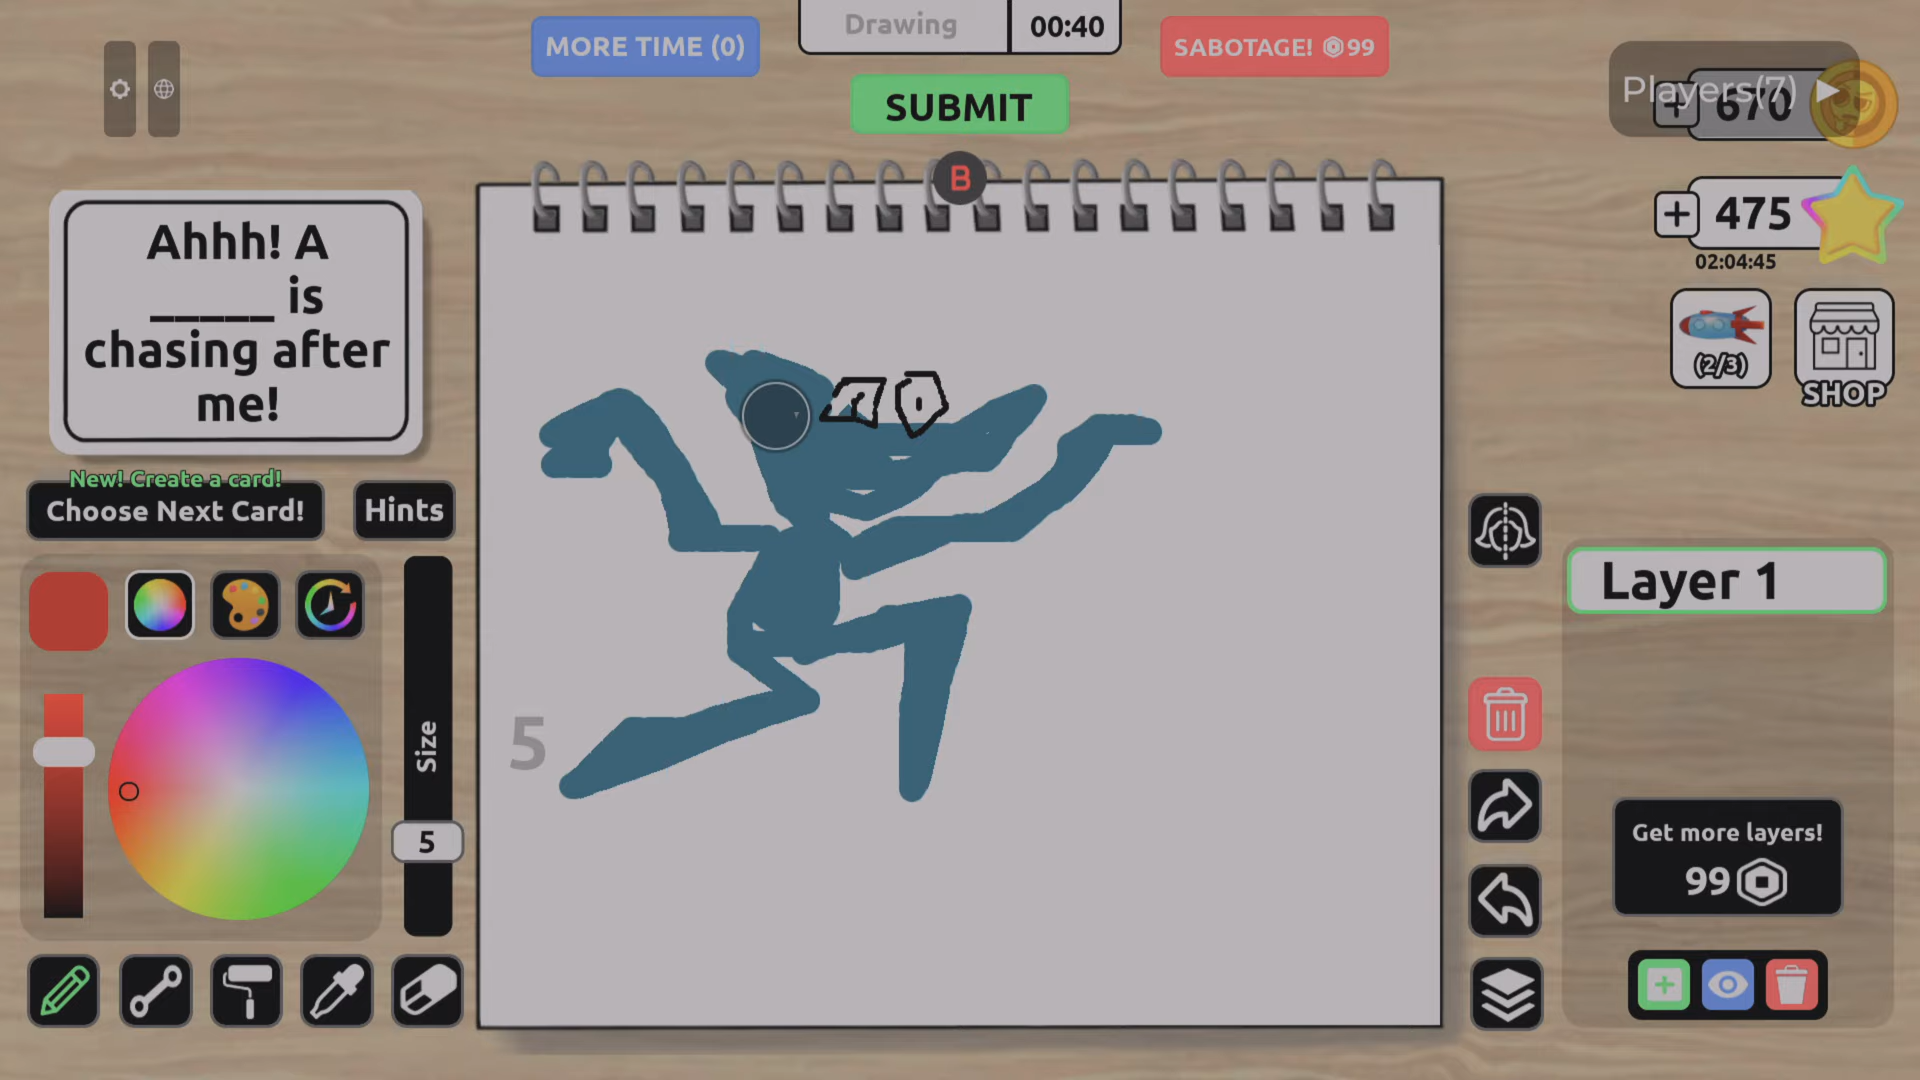 MORE TIME (0)
Drawing
00:40
SABOTAGE! 99
SUBMIT
Players(7)
670
B
475
02:04:45
(2/3)
SHOP
Ahhh! A
_____ is
chasing after
me!
New! Create a card!
Choose Next Card!
Hints
Size
5
5
Layer 1
Get more layers!
99